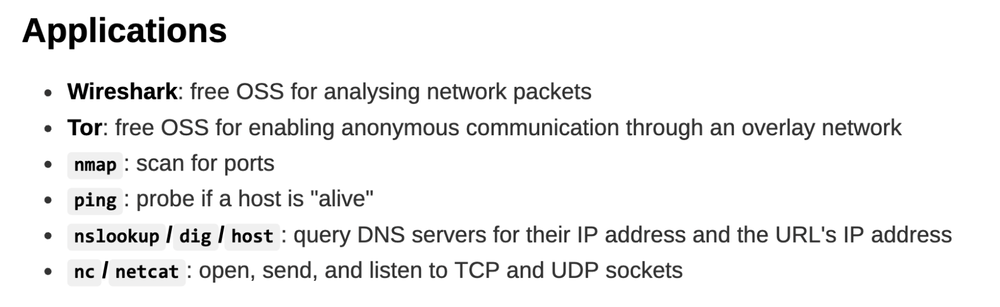 Applications
• Wireshark: free OSS for analysing network packets
• Tor: free OSS for enabling anonymous communication through an overlay network
• nmap: scan for ports
• ping: probe if a host is "alive"
• nslookup/dig/host: query DNS servers for their IP address and the URL's IP address
• nc/netcat: open, send, and listen to TCP and UDP sockets